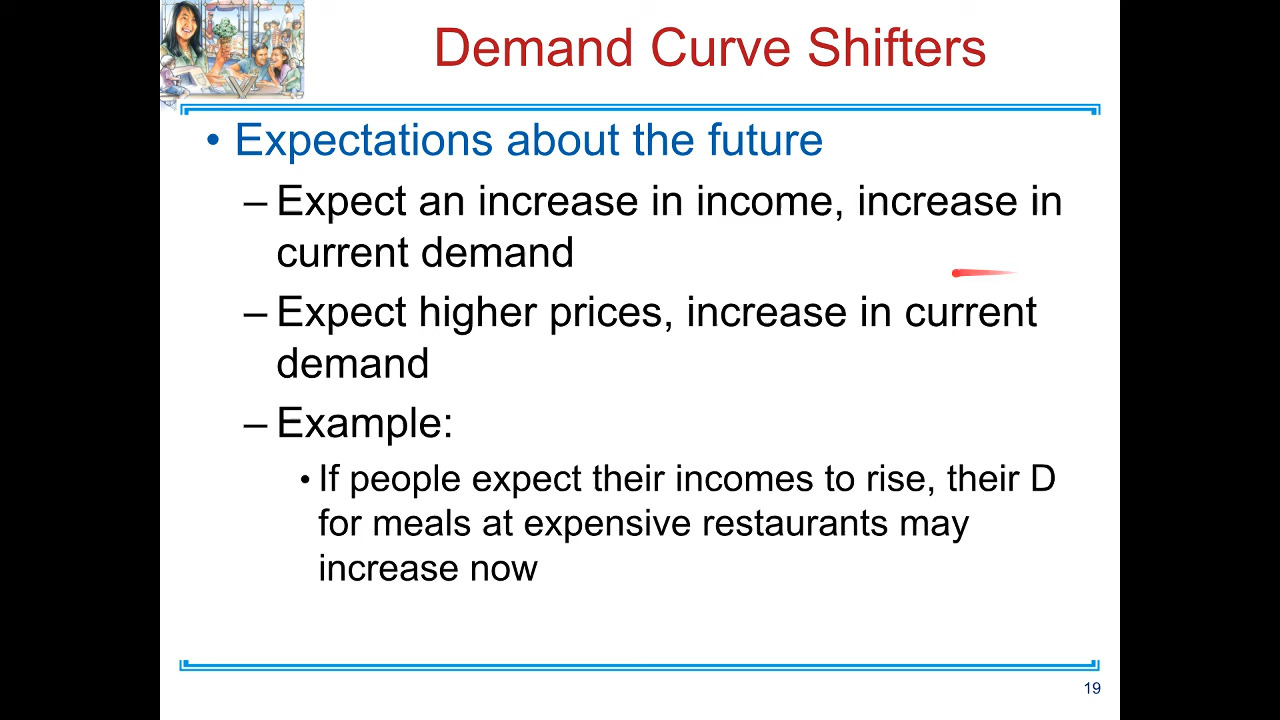 Demand Curve Shifters
• Expectations about the future
– Expect an increase in income, increase in
current demand
– Expect higher prices, increase in current
demand
– Example:
• If people expect their incomes to rise, their D
for meals at expensive restaurants may
increase now
19